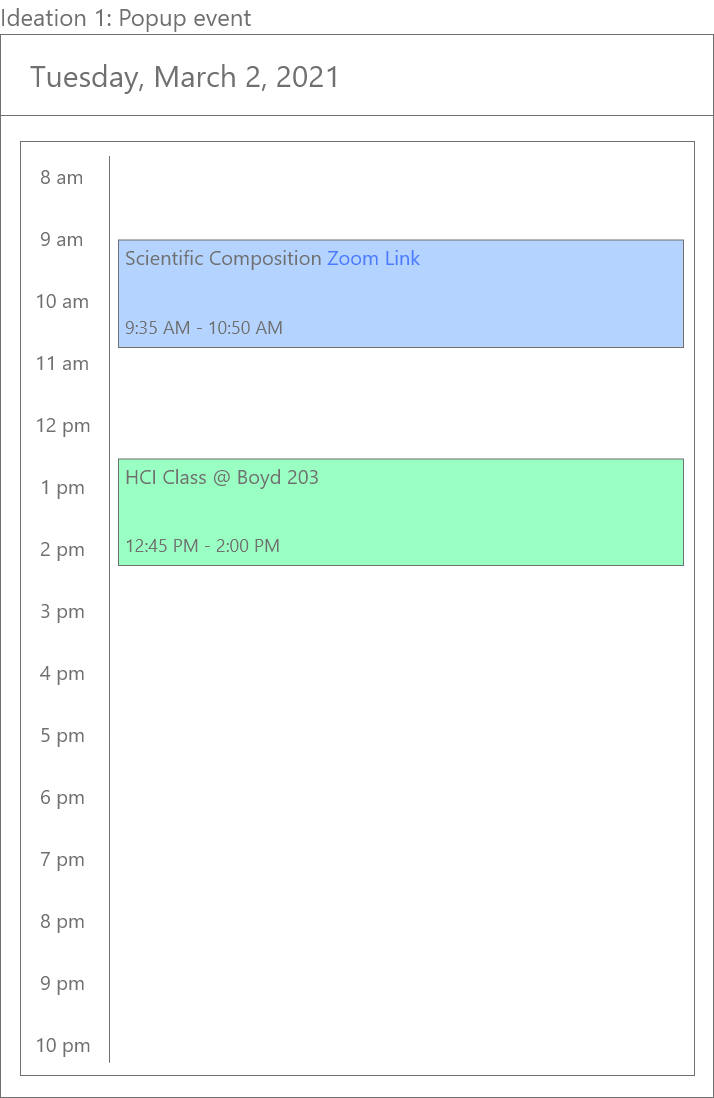 Ideation 1: Popup event
Tuesday, March 2, 2021
8 am
9 am
Scientific Composition Zoom Link
10 am
9:35 AM - 10:50 AM
11 am
12 pm
HCI Class @ Boyd 203
1 pm
12:45 PM - 2:00 PM
2 pm
3 pm
4 pm
5 pm
6 pm
7 pm
8 pm
9 pm
10 pm